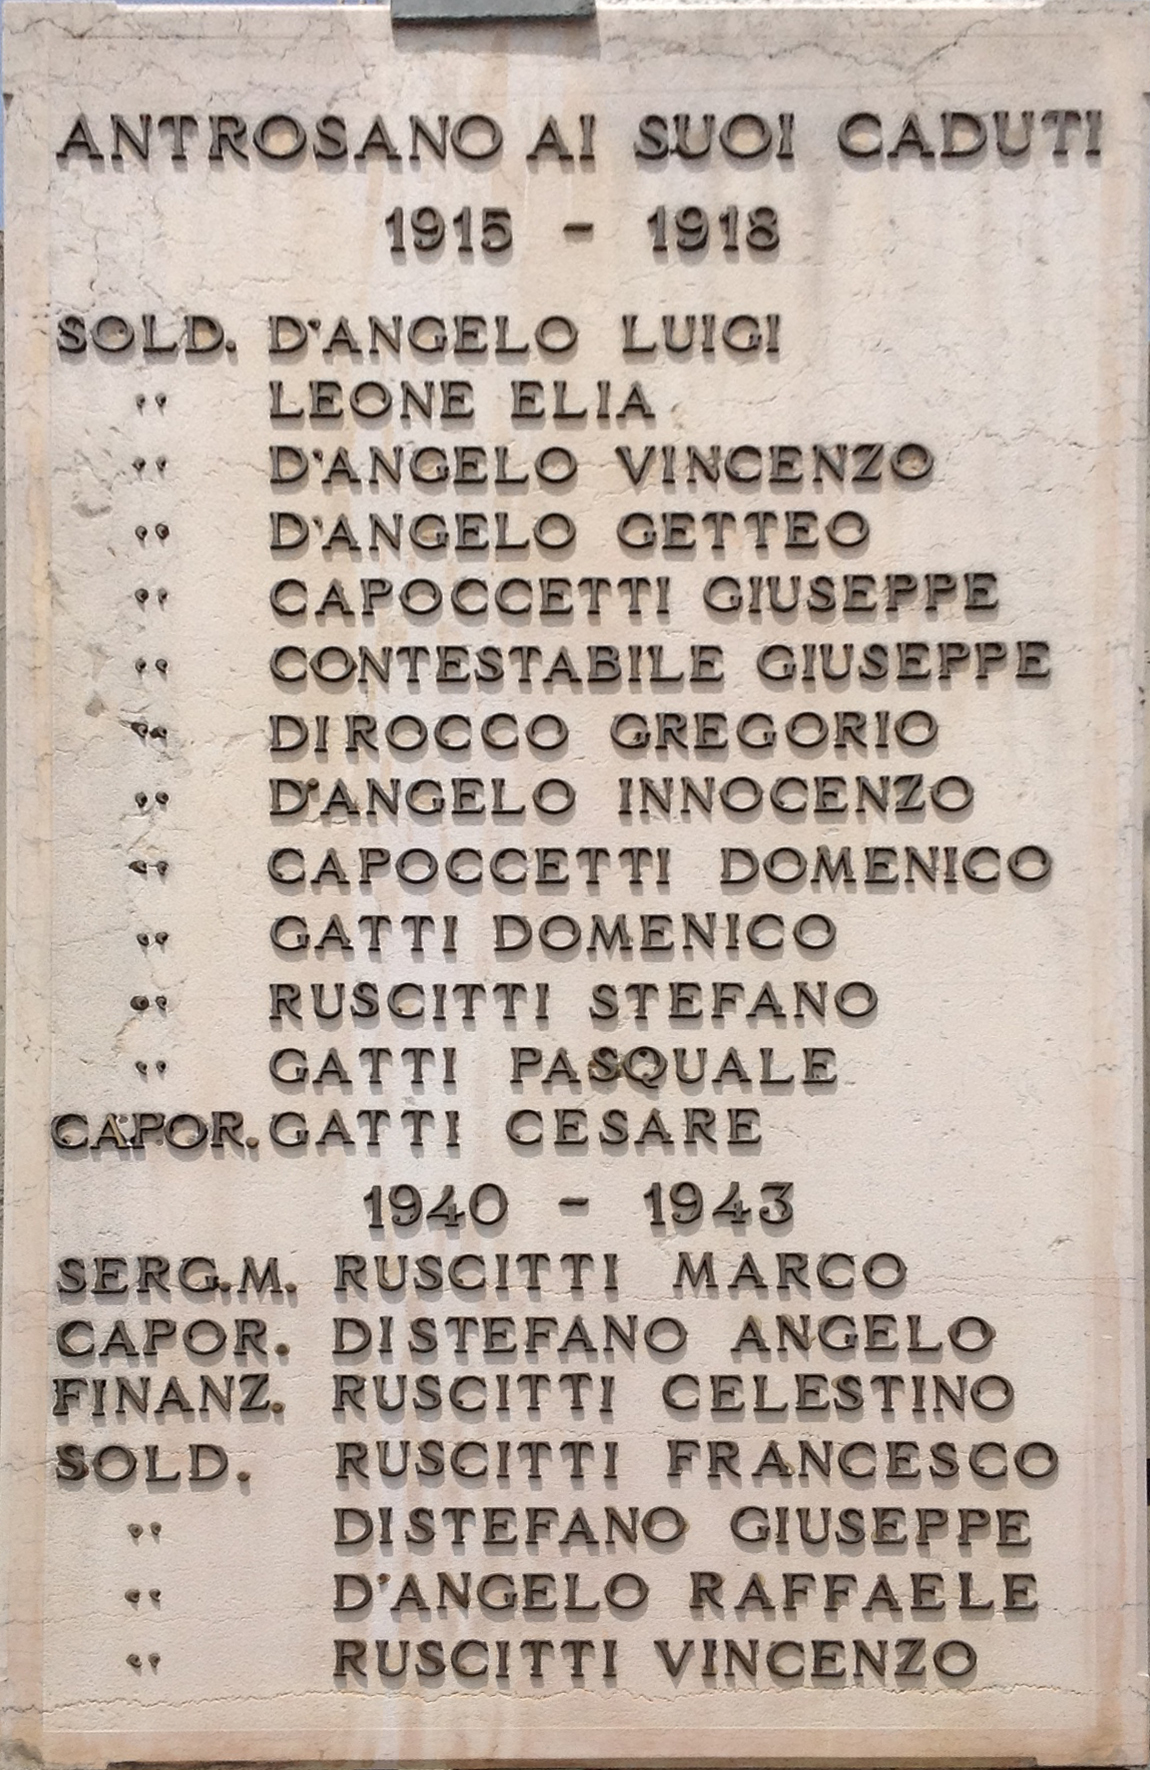 ANTROSANO AI SUOI CADUTI
1915 - 1918
SOLD. D'ANGELO LUIGI
" LEONE ELIA
" D'ANGELO VINCENZO
" D'ANGELO GETTEO
" CAPOCCETTI GIUSEPPE
" CONTESTABILE GIUSEPPE
" DI ROCCO GREGORIO
" D'ANGELO INNOCENZO
" CAPOCCETTI DOMENICO
" GATTI DOMENICO
" RUSCITTI STEFANO
" GATTI PASQUALE
CAPOR. GATTI CESARE
1940 - 1943
SERG.M. RUSCITTI MARCO
CAPOR. DISTEFANO ANGELO
FINANZ. RUSCITTI CELESTINO
SOLD. RUSCITTI FRANCESCO
" DISTEFANO GIUSEPPE
" D'ANGELO RAFFAELE
" RUSCITTI VINCENZO